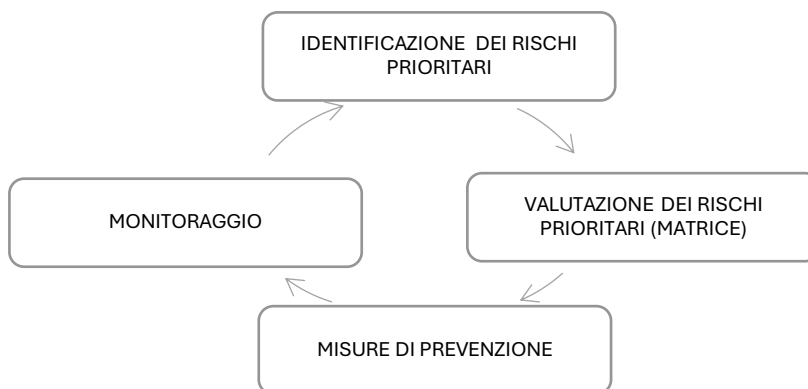 IDENTIFICAZIONE DEI RISCHI
PRIORITARI
VALUTAZIONE DEI RISCHI
PRIORITARI (MATRICE)
MISURE DI PREVENZIONE
MONITORAGGIO